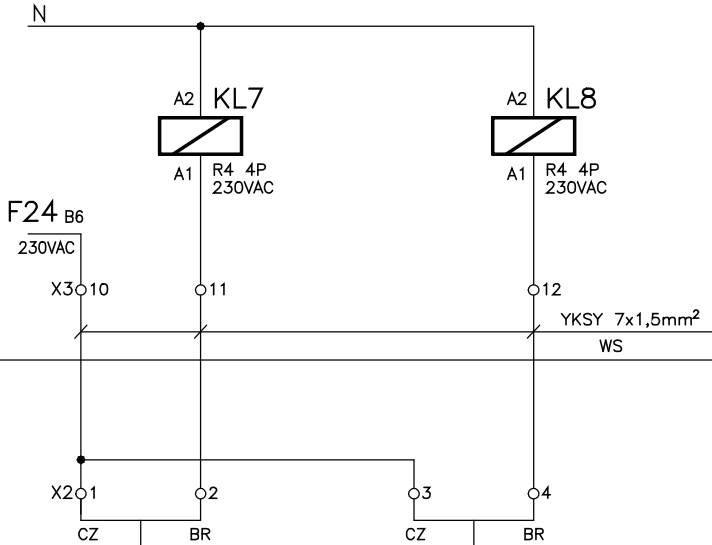 N
A2 KL7
A2 KL8
A1 R4 4P
230VAC
A1 R4 4P
230VAC
F24 B6
230VAC
X3 10
11
12
YKSY 7x1,5mm²
WS
X2 1
2
3
4
CZ
BR
CZ
BR